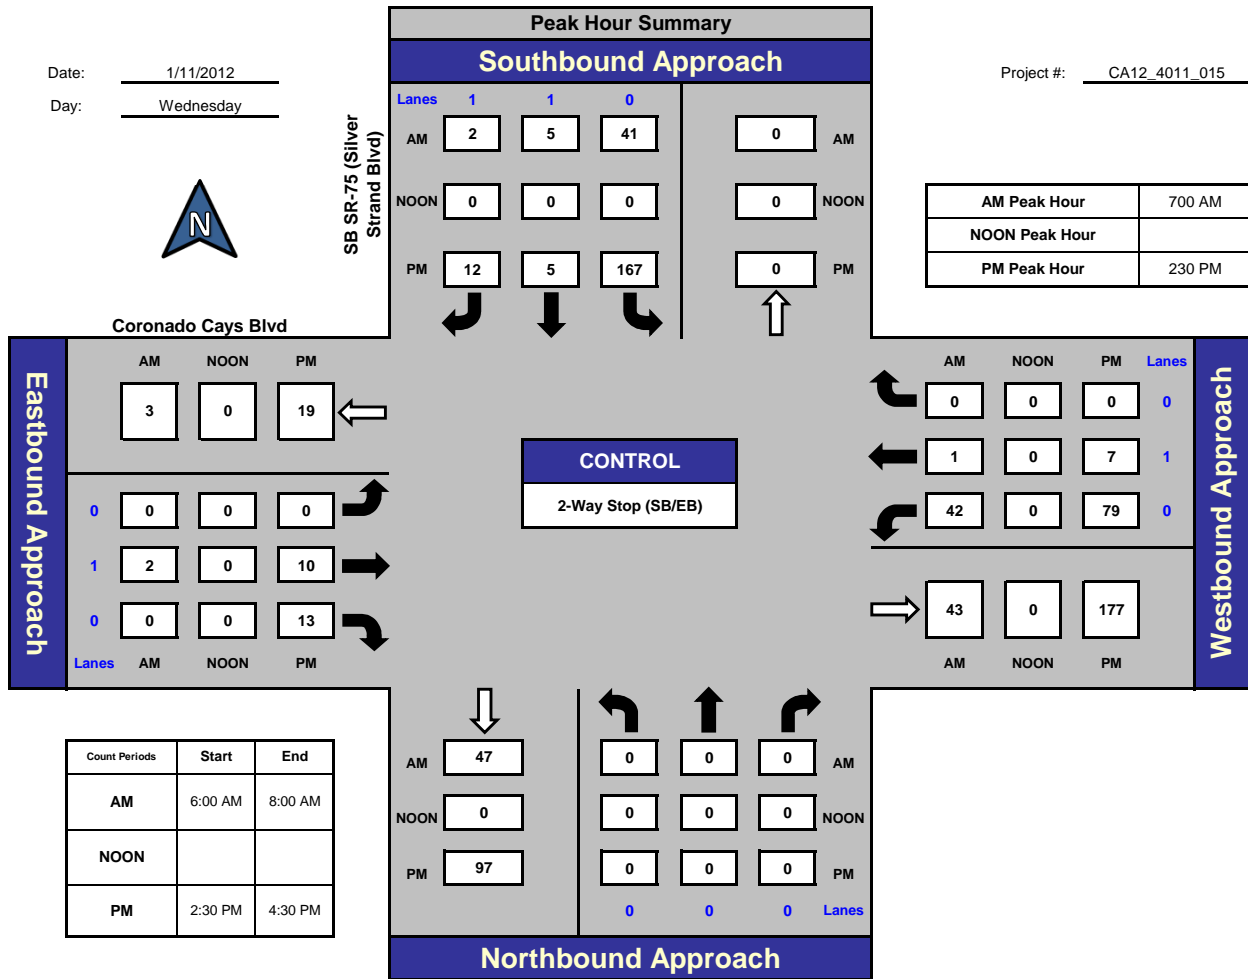 Peak Hour Summary
Southbound Approach
Date: 1/11/2012
Project #: CA12_4011_015
Day: Wednesday
SB SR-75 (Silver
Strand Blvd)
Lanes 1 1 0
AM 2 5 41 0 AM
NOON 0 0 0 0 NOON
PM 12 5 167 0 PM
N
AM Peak Hour 700 AM
NOON Peak Hour
PM Peak Hour 230 PM
Coronado Cays Blvd
Eastbound Approach
AM NOON PM
3 0 19
0 0 0 0
1 2 0 10
0 0 0 13
Lanes AM NOON PM
CONTROL
2-Way Stop (SB/EB)
AM NOON PM Lanes
0 0 0 0
1 0 7 1
42 0 79 0
43 0 177
AM NOON PM
Westbound Approach
Count Periods Start End
AM 6:00 AM 8:00 AM
NOON
PM 2:30 PM 4:30 PM
AM 47 0 0 0 AM
NOON 0 0 0 0 NOON
PM 97 0 0 0 PM
0 0 0 Lanes
Northbound Approach